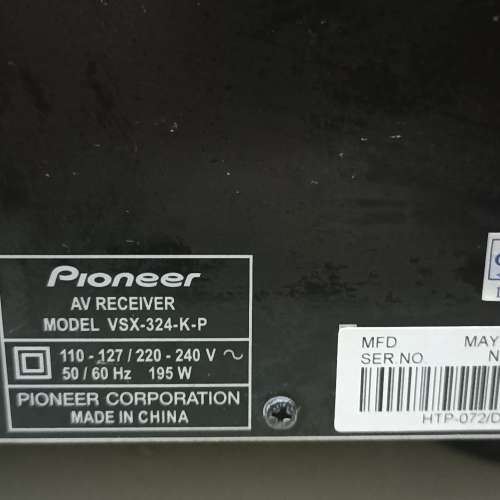 Pioneer
AV RECEIVER
MODEL VSX-324-K-P
110 - 127 / 220 - 240 V ~
50 / 60 Hz 195 W
PIONEER CORPORATION
MADE IN CHINA
MFD MAY
SER.NO N
HTP-072/D